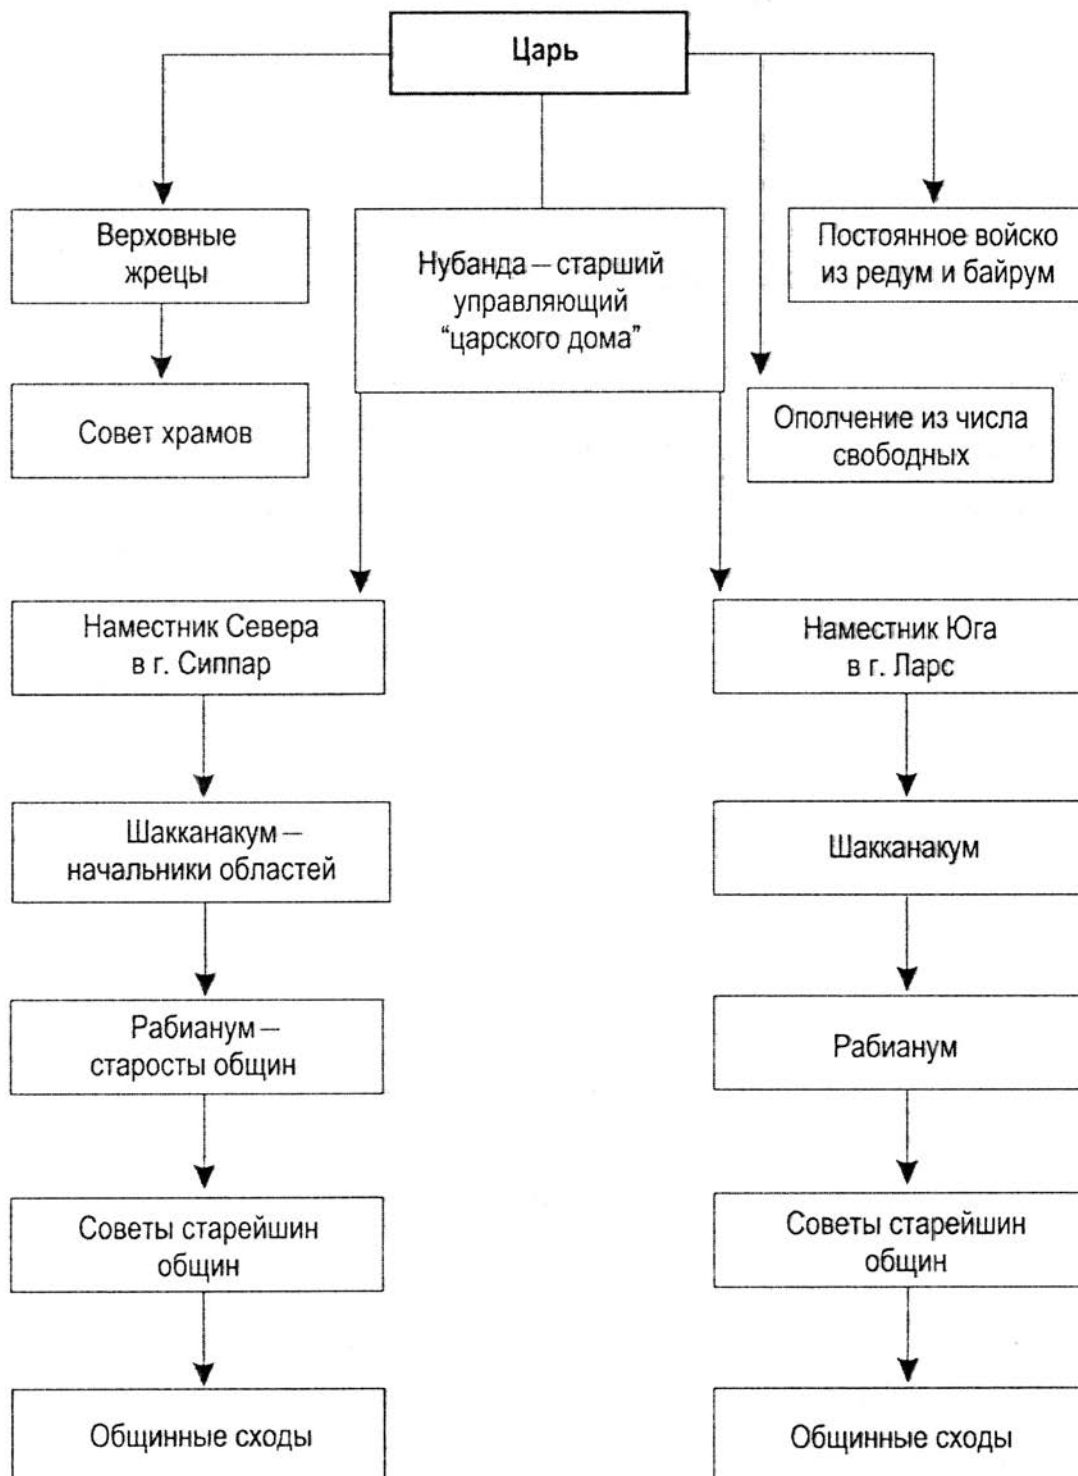 Царь
Верховные
жрецы
Нубанда — старший
управляющий
“царского дома”
Постоянное войско
из редум и байрум
Совет храмов
Ополчение из числа
свободных
Наместник Севера
в г. Сиппар
Наместник Юга
в г. Ларс
Шакканакум —
начальники областей
Шакканакум
Рабианум —
старосты общин
Рабианум
Советы старейшин
общин
Советы старейшин
общин
Общинные сходы
Общинные сходы